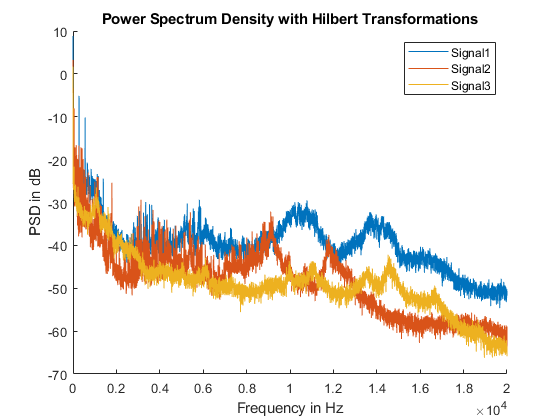 Power Spectrum Density with Hilbert Transformations
Signal1
Signal2
Signal3
PSD in dB
10
0
-10
-20
-30
-40
-50
-60
-70
0 0.2 0.4 0.6 0.8 1 1.2 1.4 1.6 1.8 2
Frequency in Hz
×10⁴